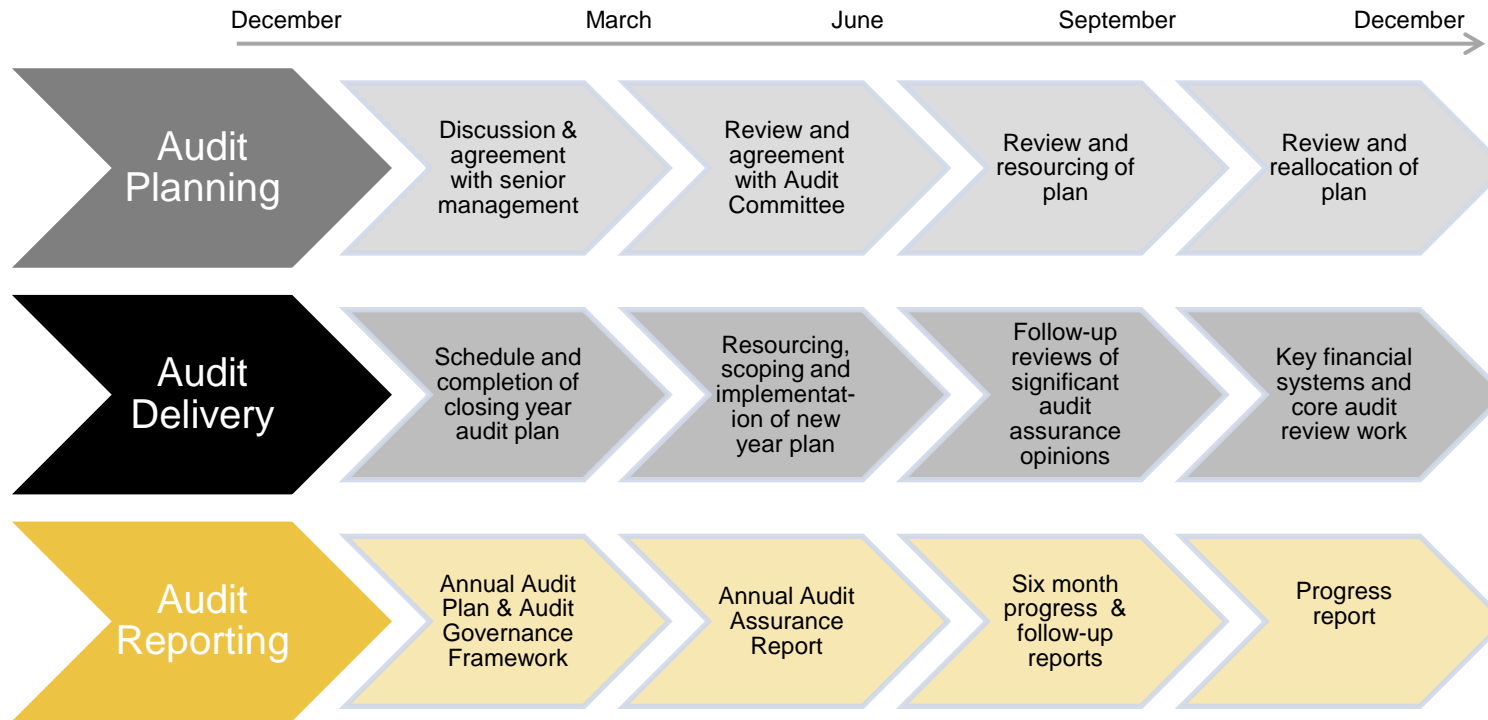 December March June September December
Audit
Planning
Discussion &
agreement
with senior
management
Review and
agreement
with Audit
Committee
Review and
resourcing of
plan
Review and
reallocation of
plan
Audit
Delivery
Schedule and
completion of
closing year
audit plan
Resourcing,
scoping and
implementat-
ion of new
year plan
Follow-up
reviews of
significant
audit
assurance
opinions
Key financial
systems and
core audit
review work
Audit
Reporting
Annual Audit
Plan & Audit
Governance
Framework
Annual Audit
Assurance
Report
Six month
progress &
follow-up
reports
Progress
report